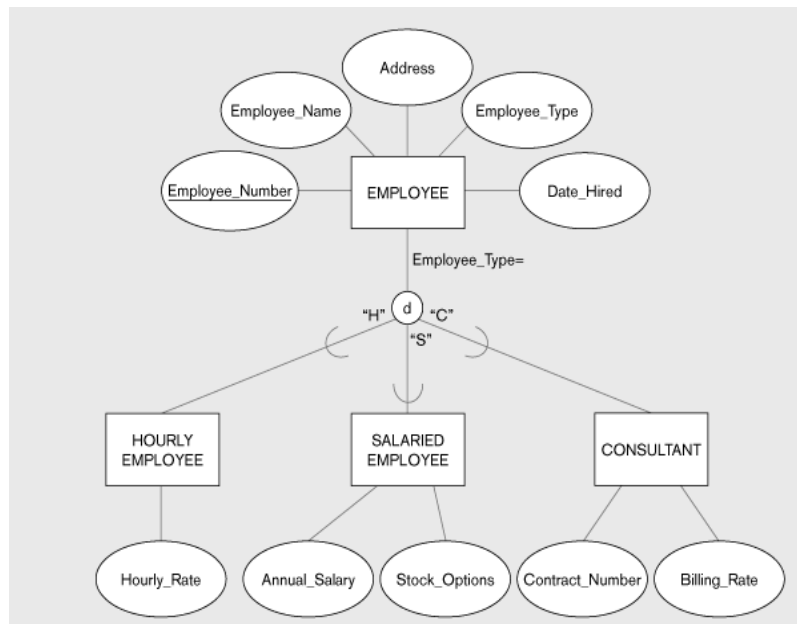 Address
Employee_Name
Employee_Type
Employee_Number
EMPLOYEE
Date_Hired
Employee_Type=
d
“H”
“C”
“S”
HOURLY
EMPLOYEE
SALARIED
EMPLOYEE
CONSULTANT
Hourly_Rate
Annual_Salary
Stock_Options
Contract_Number
Billing_Rate